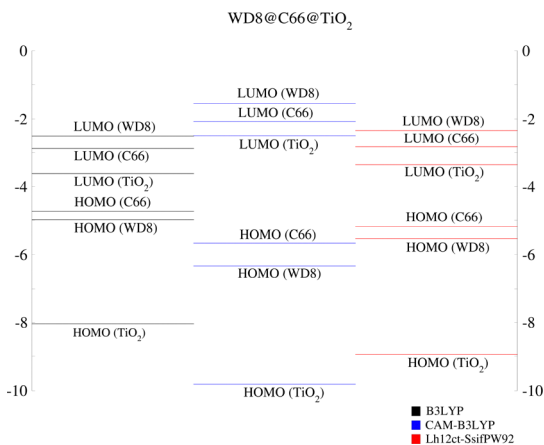 WD8@C66@TiO2
0 0
LUMO (WD8)
LUMO (C66)
LUMO (WD8)
-2 LUMO (WD8) -2
LUMO (C66)
LUMO (C66) LUMO (TiO2)
LUMO (TiO2) LUMO (TiO2)
-4 HOMO (C66) -4
HOMO (C66)
HOMO (WD8) HOMO (C66)
HOMO (WD8)
-6 -6
HOMO (WD8)
-8 HOMO (TiO2) -8
HOMO (TiO2)
-10 HOMO (TiO2) -10
B3LYP
CAM-B3LYP
Lh12ct-SsifPW92